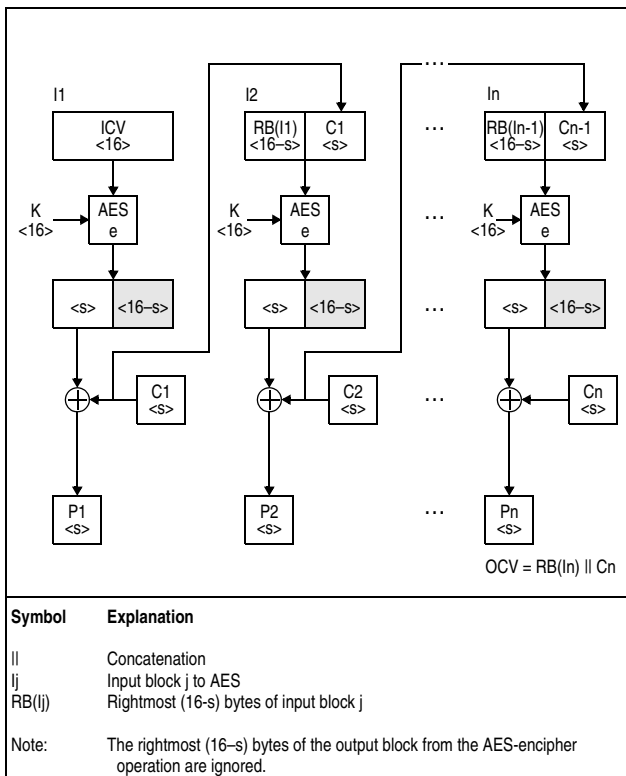 ...
I1 I2 In
ICV
<16>
RB(I1)
<16–s>
C1
<s>
...
RB(In-1)
<16–s>
Cn-1
<s>
K
<16>
AES
e
K
<16>
AES
e
...
K
<16>
AES
e
<s> <16–s> <s> <16–s> ... <s> <16–s>
C1
<s>
C2
<s>
...
Cn
<s>
P1
<s>
P2
<s>
...
Pn
<s>
OCV = RB(In) || Cn
Symbol Explanation
|| Concatenation
Ij Input block j to AES
RB(Ij) Rightmost (16-s) bytes of input block j
Note: The rightmost (16–s) bytes of the output block from the AES-encipher
operation are ignored.